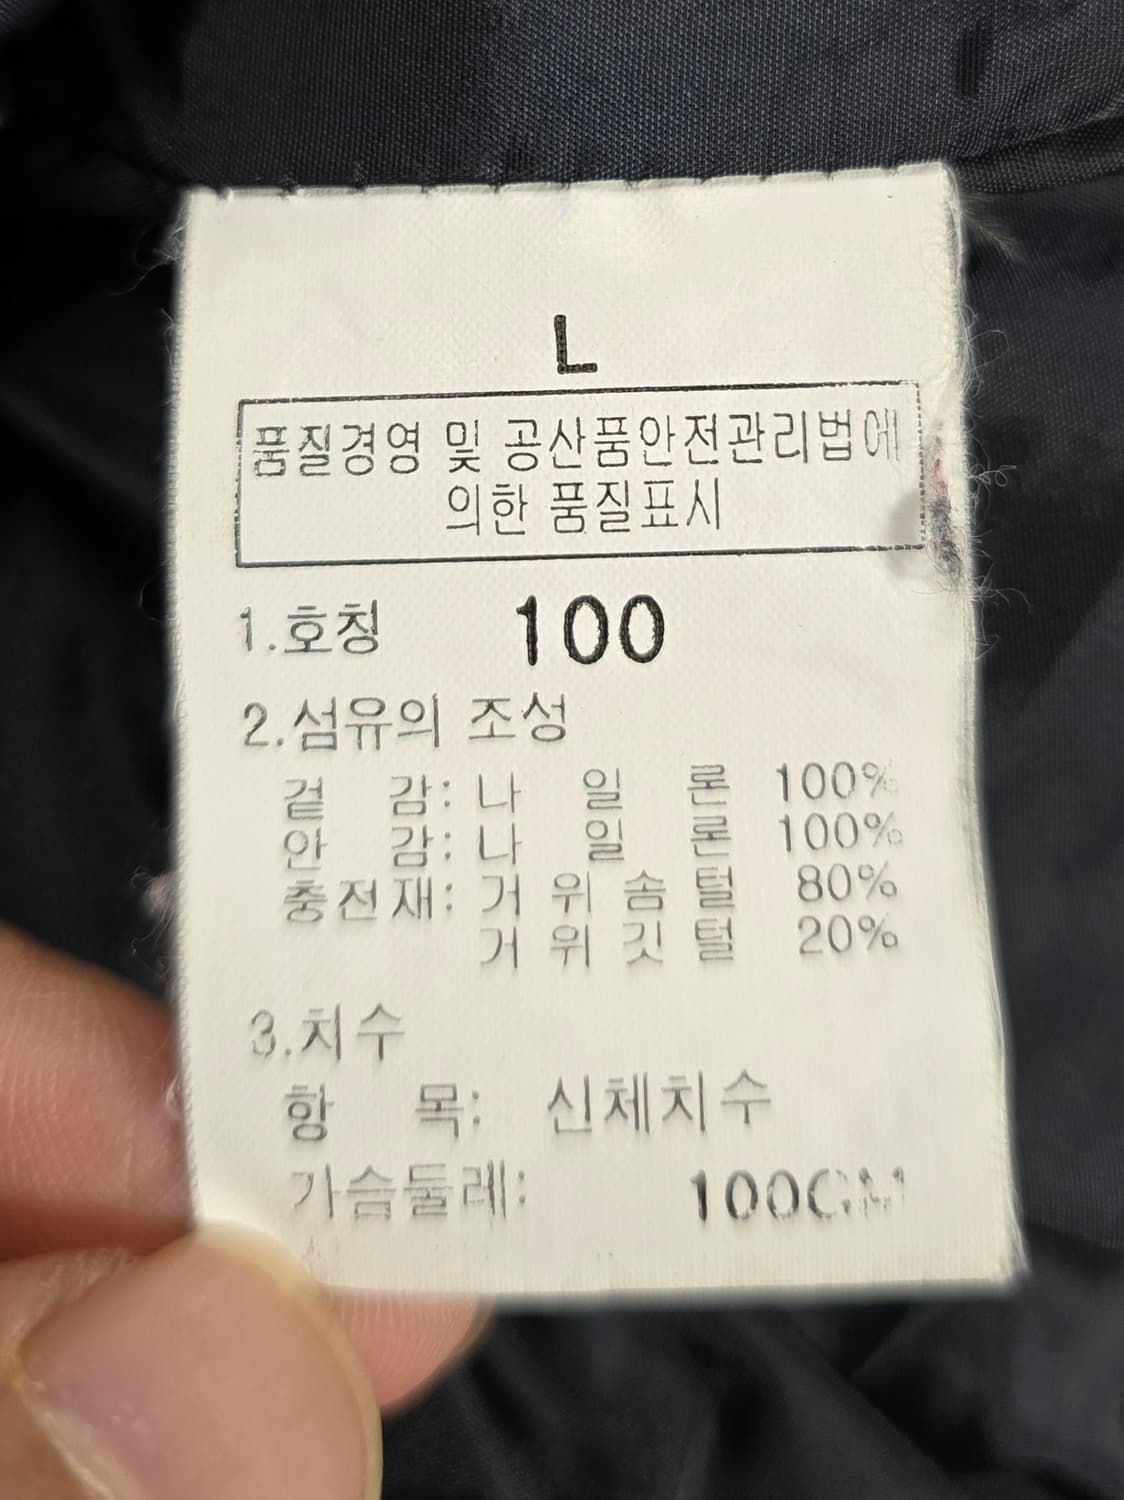 L
품질경영 및 공산품안전관리법에
의한 품질표시
1.호칭 100
2.섬유의 조성
겉 감: 나 일 론 100%
안 감: 나 일 론 100%
충전재: 거 위 솜 털 80%
거 위 깃 털 20%
3.치수
항 목: 신체치수
가슴둘레: 100CM